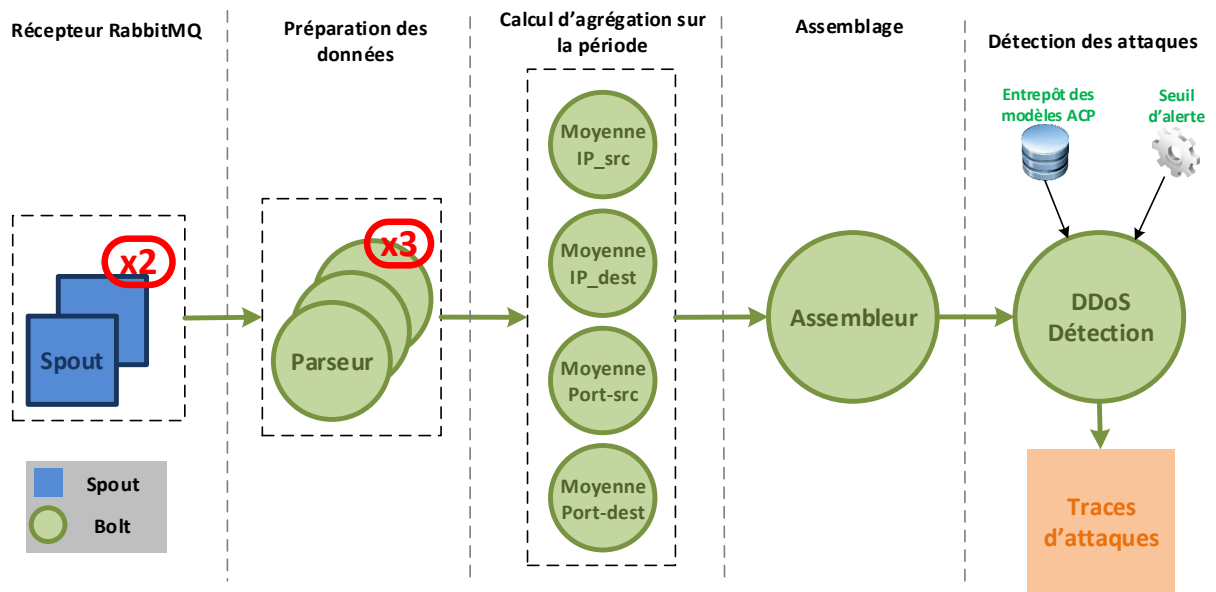 Récepteur RabbitMQ
Préparation des
données
Calcul d'agrégation sur
la période
Assemblage
Détection des attaques
Entrepôt des
modèles ACP
Seuil
d'alerte
x2
Spout
x3
Parseur
Moyenne
IP_src
Moyenne
IP_dest
Moyenne
Port-src
Moyenne
Port-dest
Assembleur
DDoS
Détection
Traces
d'attaques
Spout
Bolt